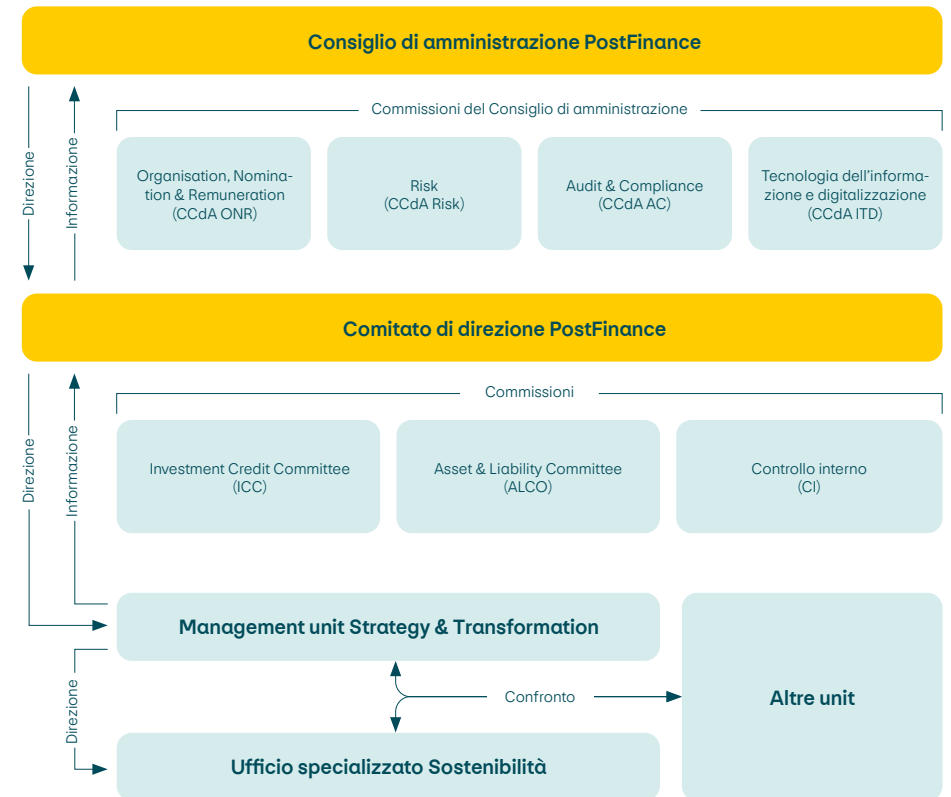 Consiglio di amministrazione PostFinance
Direzione
Informazione
Commissioni del Consiglio di amministrazione
Organisation, Nomina-
tion & Remuneration)
(CCdA ONR)
Risk
(CCdA Risk)
Audit & Compliance
(CCdA AC)
Tecnologia dell'informa-
zione e digitalizzazione
(CCdA ITD)
Comitato di direzione PostFinance
Direzione
Informazione
Commissioni
Investment Credit Committee
(ICC)
Asset & Liability Committee
(ALCO)
Controllo interno
(CI)
Management unit Strategy & Transformation
Direzione
Confronto
Altre unit
Ufficio specializzato Sostenibilità